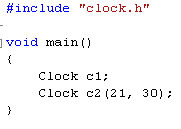 #include "clock.h"
void main()
{
Clock c1;
Clock c2(21, 30);
}